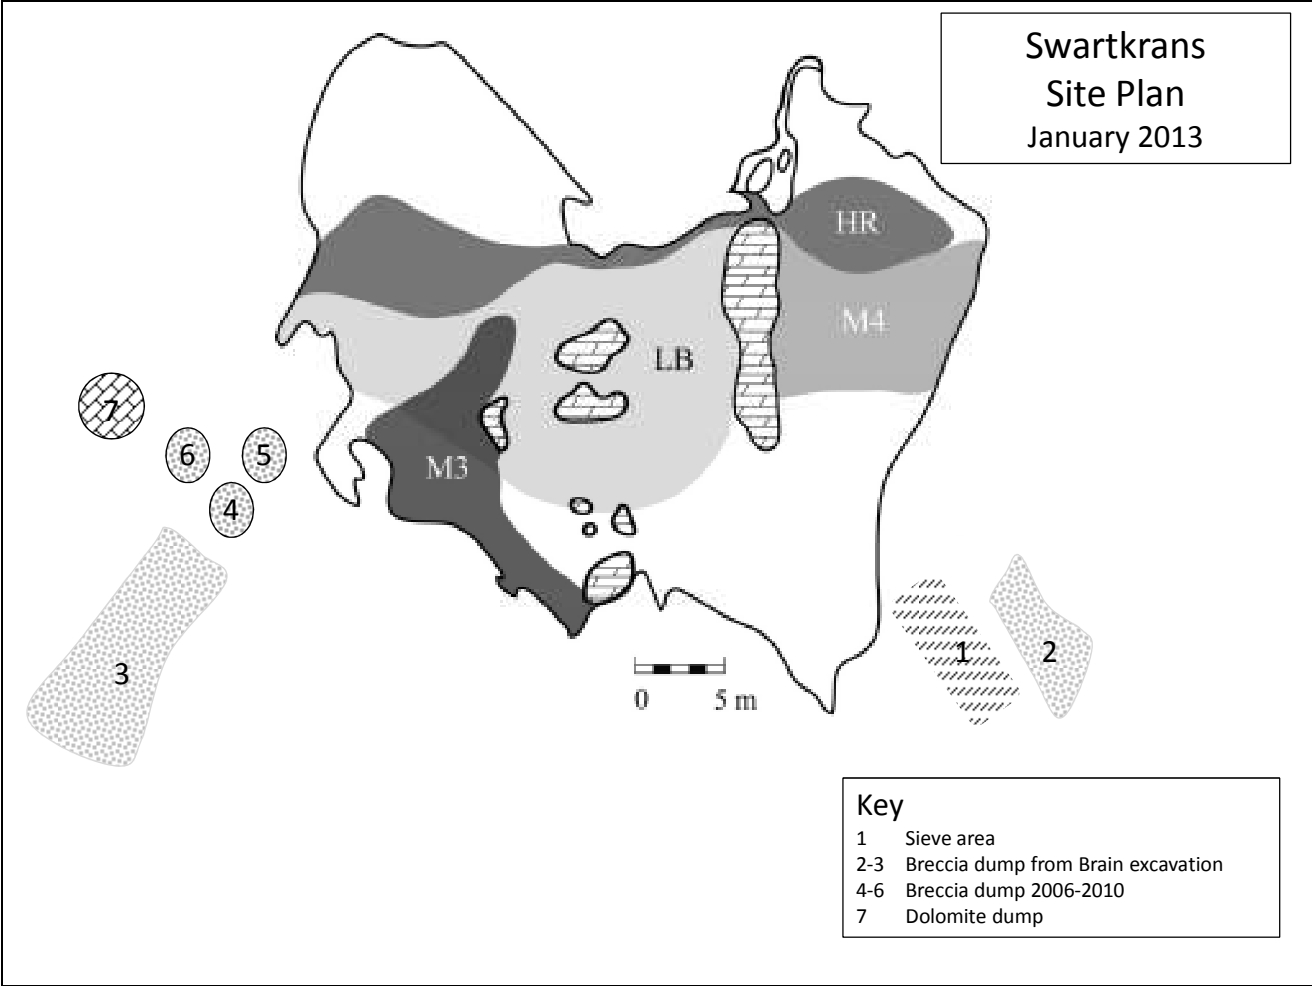 Swartkrans
Site Plan
January 2013
HR
M4
LB
M3
7
6
5
4
3
1
2
0 5 m
Key
1 Sieve area
2-3 Breccia dump from Brain excavation
4-6 Breccia dump 2006-2010
7 Dolomite dump